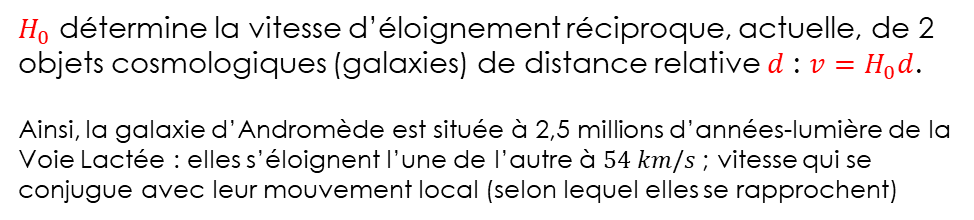 H₀ détermine la vitesse d’éloignement réciproque, actuelle, de 2
objets cosmologiques (galaxies) de distance relative d : v = H₀d.
Ainsi, la galaxie d’Andromède est située à 2,5 millions d’années-lumière de la
Voie Lactée : elles s’éloignent l’une de l’autre à 54 km/s ; vitesse qui se
conjugue avec leur mouvement local (selon lequel elles se rapprochent)